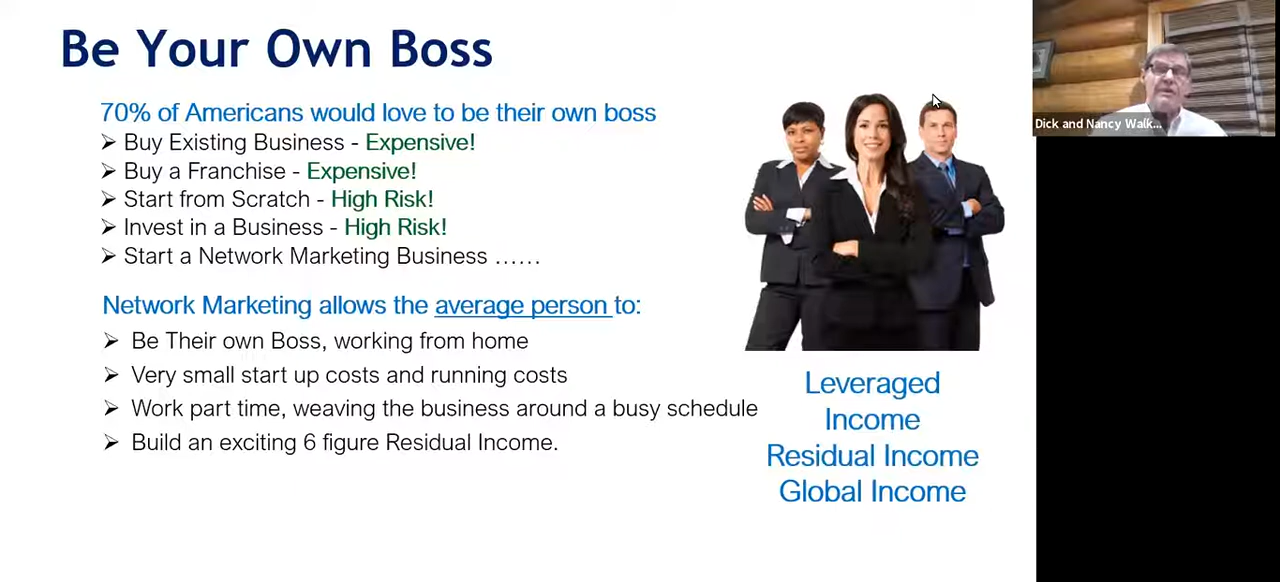 Be Your Own Boss
70% of Americans would love to be their own boss
➢ Buy Existing Business - Expensive!
➢ Buy a Franchise - Expensive!
➢ Start from Scratch - High Risk!
➢ Invest in a Business - High Risk!
➢ Start a Network Marketing Business ......
Network Marketing allows the average person to:
➢ Be Their own Boss, working from home
➢ Very small start up costs and running costs
➢ Work part time, weaving the business around a busy schedule
➢ Build an exciting 6 figure Residual Income.
Leveraged
Income
Residual Income
Global Income
Dick and Nancy Walk...